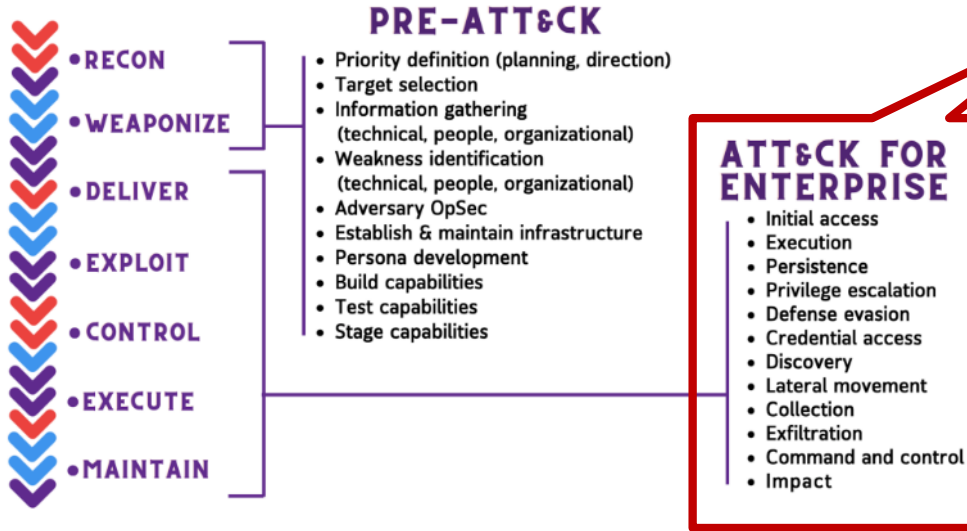 PRE-ATT&CK
• RECON
• WEAPONIZE
• DELIVER
• EXPLOIT
• CONTROL
• EXECUTE
• MAINTAIN
• Priority definition (planning, direction)
• Target selection
• Information gathering
(technical, people, organizational)
• Weakness identification
(technical, people, organizational)
• Adversary OpSec
• Establish & maintain infrastructure
• Persona development
• Build capabilities
• Test capabilities
• Stage capabilities
ATT&CK FOR
ENTERPRISE
• Initial access
• Execution
• Persistence
• Privilege escalation
• Defense evasion
• Credential access
• Discovery
• Lateral movement
• Collection
• Exfiltration
• Command and control
• Impact